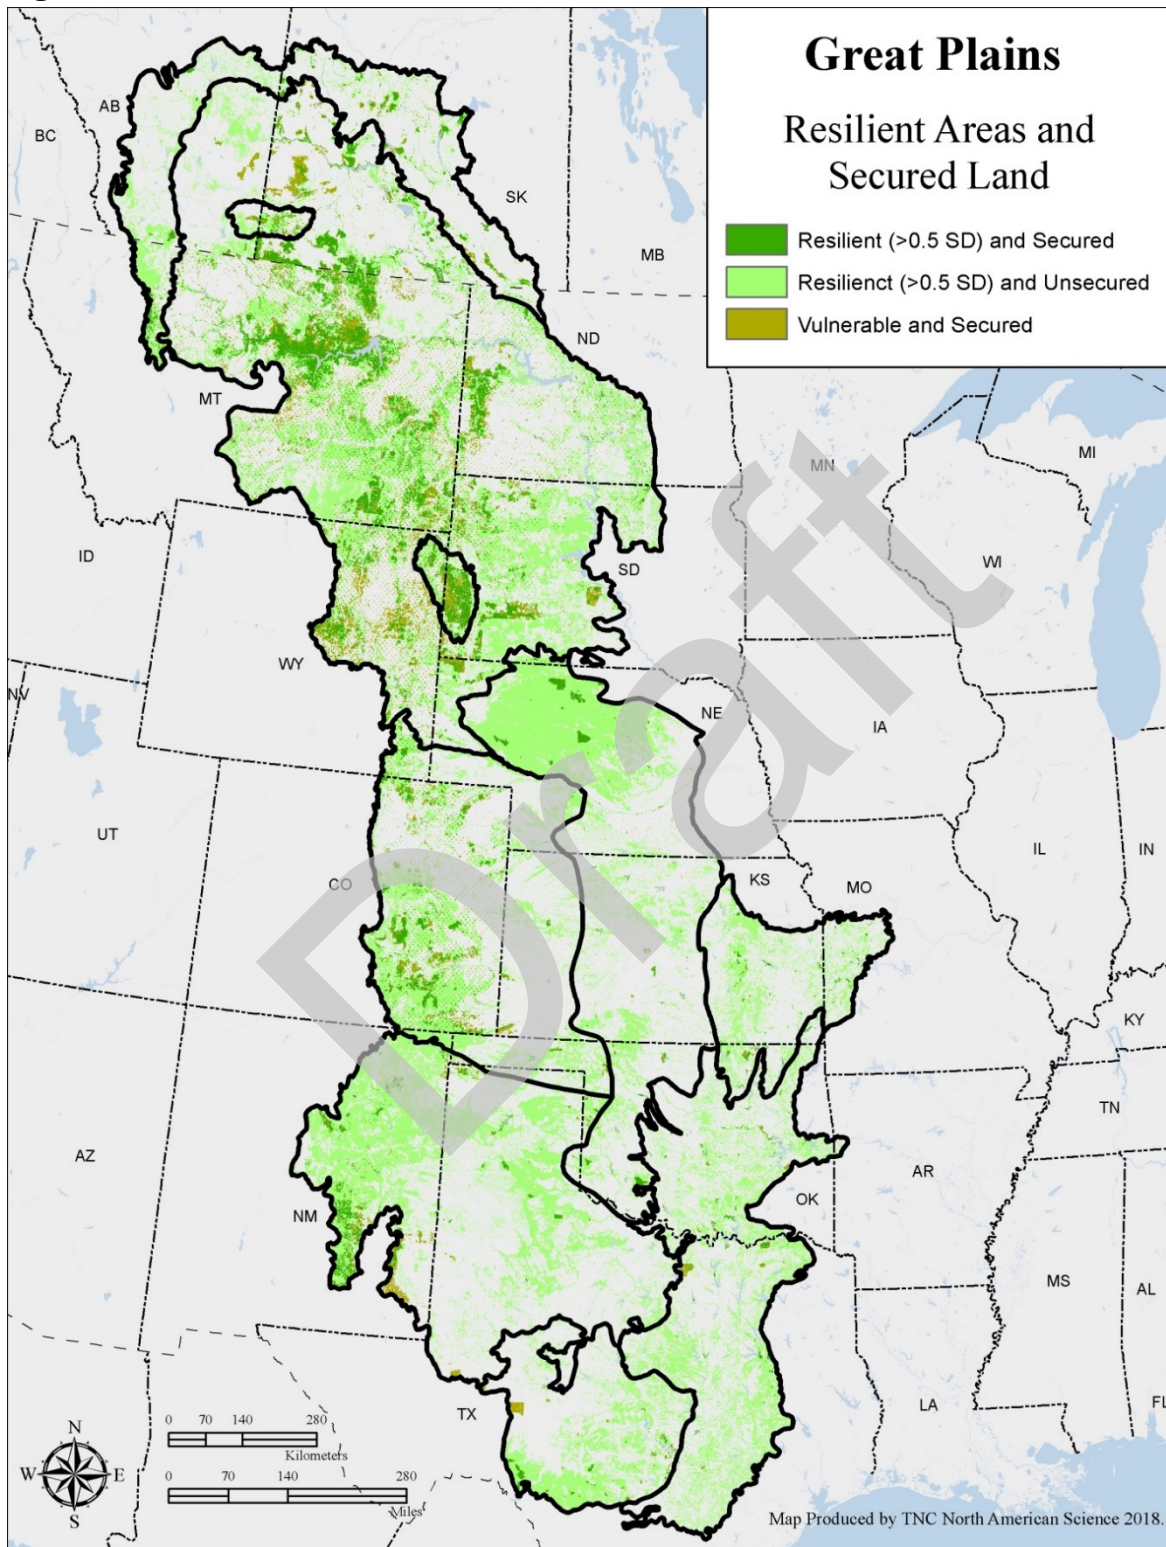 Great Plains
Resilient Areas and
Secured Land
Resilient (>0.5 SD) and Secured
Resilienct (>0.5 SD) and Unsecured
Vulnerable and Secured
AB
BC
SK
MB
ND
MT
MN
MI
ID
WI
SD
WY
NV
NE
IA
UT
IL
IN
CO
KS
MO
KY
TN
AZ
AR
OK
NM
MS
AL
LA
FL
TX
Draft
0 70 140 280
Kilometers
0 70 140 280
Miles
N
W E
S
Map Produced by TNC North American Science 2018.